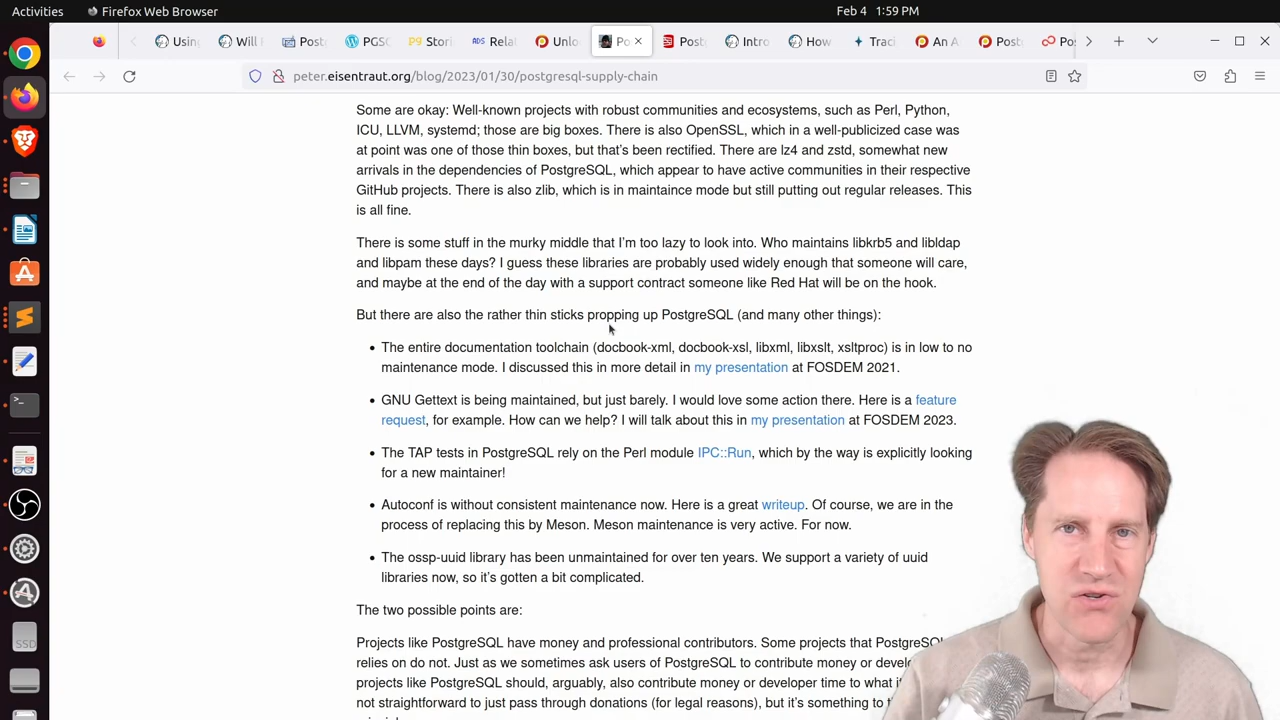 Activities
Firefox Web Browser
Feb 4 1:59 PM
Using
Will
Post
PGSC
Stori
Rela
Unlo
Po
Post
Intro
How
Traci
An A
Post
Pos
peter.eisentraut.org/blog/2023/01/30/postgresql-supply-chain
Some are okay: Well-known projects with robust communities and ecosystems, such as Perl, Python,
ICU, LLVM, systemd; those are big boxes. There is also OpenSSL, which in a well-publicized case was
at point was one of those thin boxes, but that's been rectified. There are lz4 and zstd, somewhat new
arrivals in the dependencies of PostgreSQL, which appear to have active communities in their respective
GitHub projects. There is also zlib, which is in maintaince mode but still putting out regular releases. This
is all fine.
There is some stuff in the murky middle that I'm too lazy to look into. Who maintains libkrb5 and libldap
and libpam these days? I guess these libraries are probably used widely enough that someone will care,
and maybe at the end of the day with a support contract someone like Red Hat will be on the hook.
But there are also the rather thin sticks propping up PostgreSQL (and many other things):
• The entire documentation toolchain (docbook-xml, docbook-xsl, libxml, libxslt, xsltproc) is in low to no
maintenance mode. I discussed this in more detail in my presentation at FOSDEM 2021.
• GNU Gettext is being maintained, but just barely. I would love some action there. Here is a feature
request, for example. How can we help? I will talk about this in my presentation at FOSDEM 2023.
• The TAP tests in PostgreSQL rely on the Perl module IPC::Run, which by the way is explicitly looking
for a new maintainer!
• Autoconf is without consistent maintenance now. Here is a great writeup. Of course, we are in the
process of replacing this by Meson. Meson maintenance is very active. For now.
• The ossp-uuid library has been unmaintained for over ten years. We support a variety of uuid
libraries now, so it's gotten a bit complicated.
The two possible points are:
Projects like PostgreSQL have money and professional contributors. Some projects that PostgreSQ
relies on do not. Just as we sometimes ask users of PostgreSQL to contribute money or develo
projects like PostgreSQL should, arguably, also contribute money or developer time to what i
not straightforward to just pass through donations (for legal reasons), but it's something to
SSD